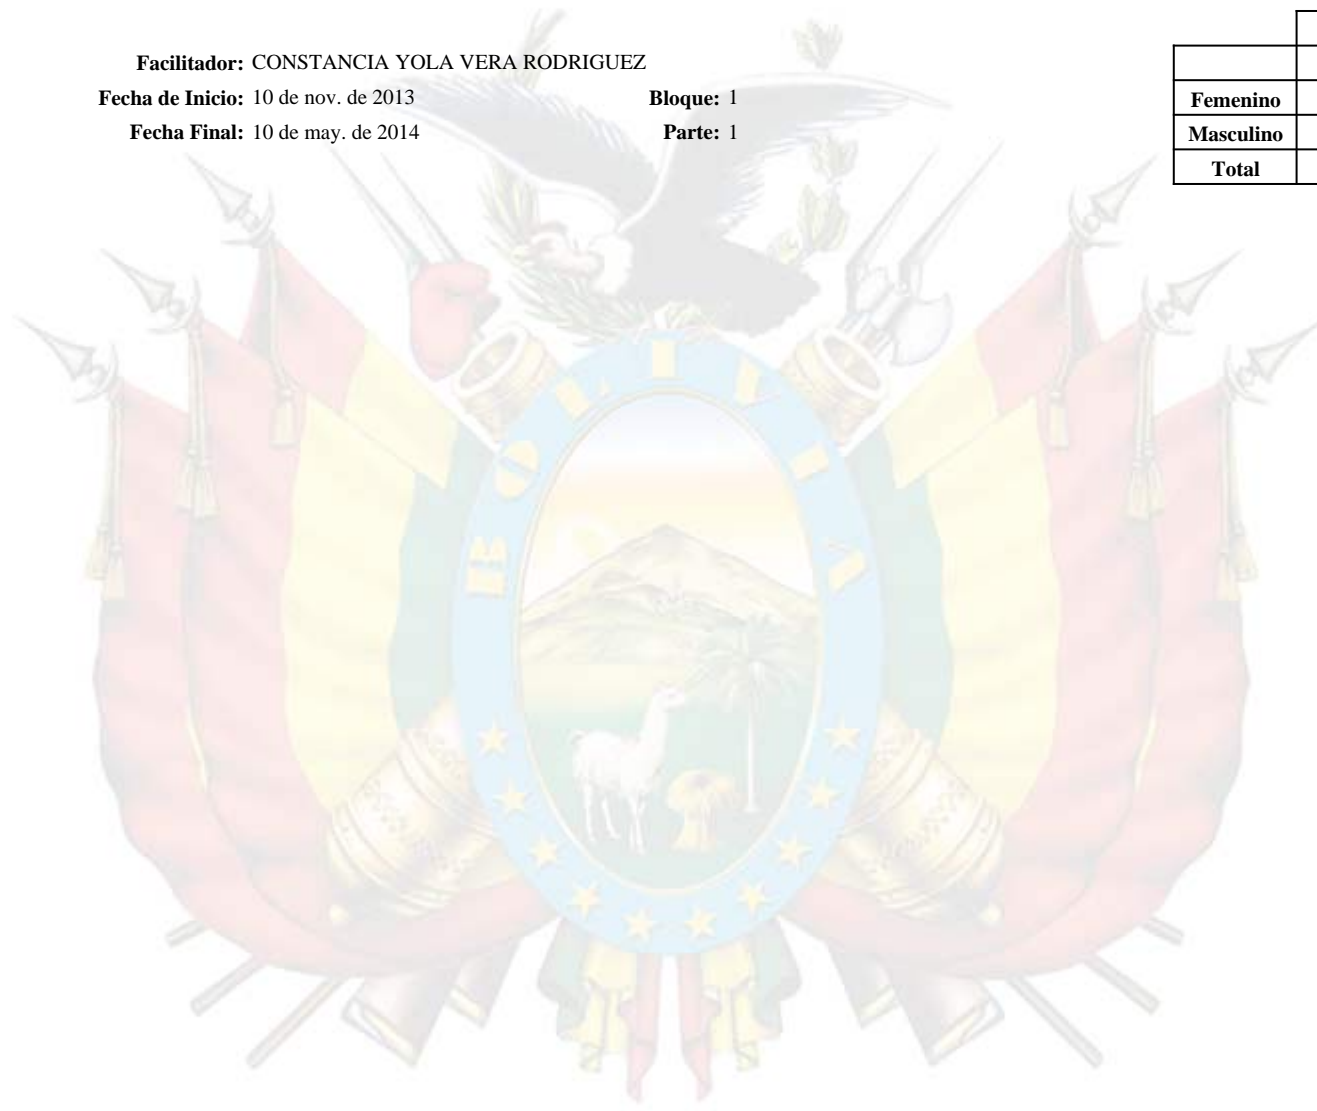 Facilitador: CONSTANCIA YOLA VERA RODRIGUEZ
Fecha de Inicio: 10 de nov. de 2013 Bloque: 1
Fecha Final: 10 de may. de 2014 Parte: 1
Femenino
Masculino
Total
BOLIVIA